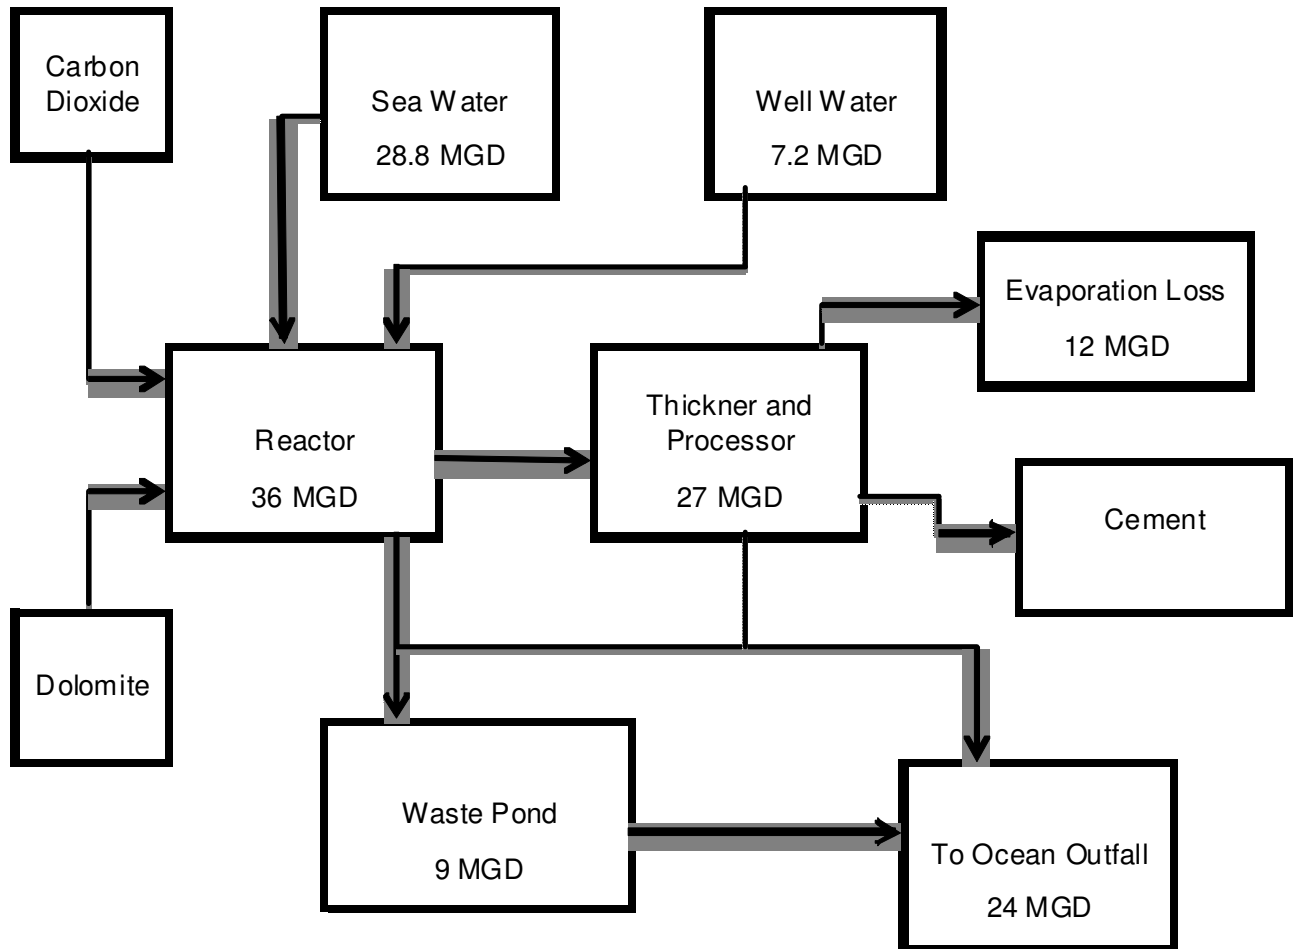 Carbon
Dioxide
Sea Water
28.8 MGD
Well Water
7.2 MGD
Evaporation Loss
12 MGD
Reactor
36 MGD
Thickner and
Processor
27 MGD
Cement
Dolomite
Waste Pond
9 MGD
To Ocean Outfall
24 MGD